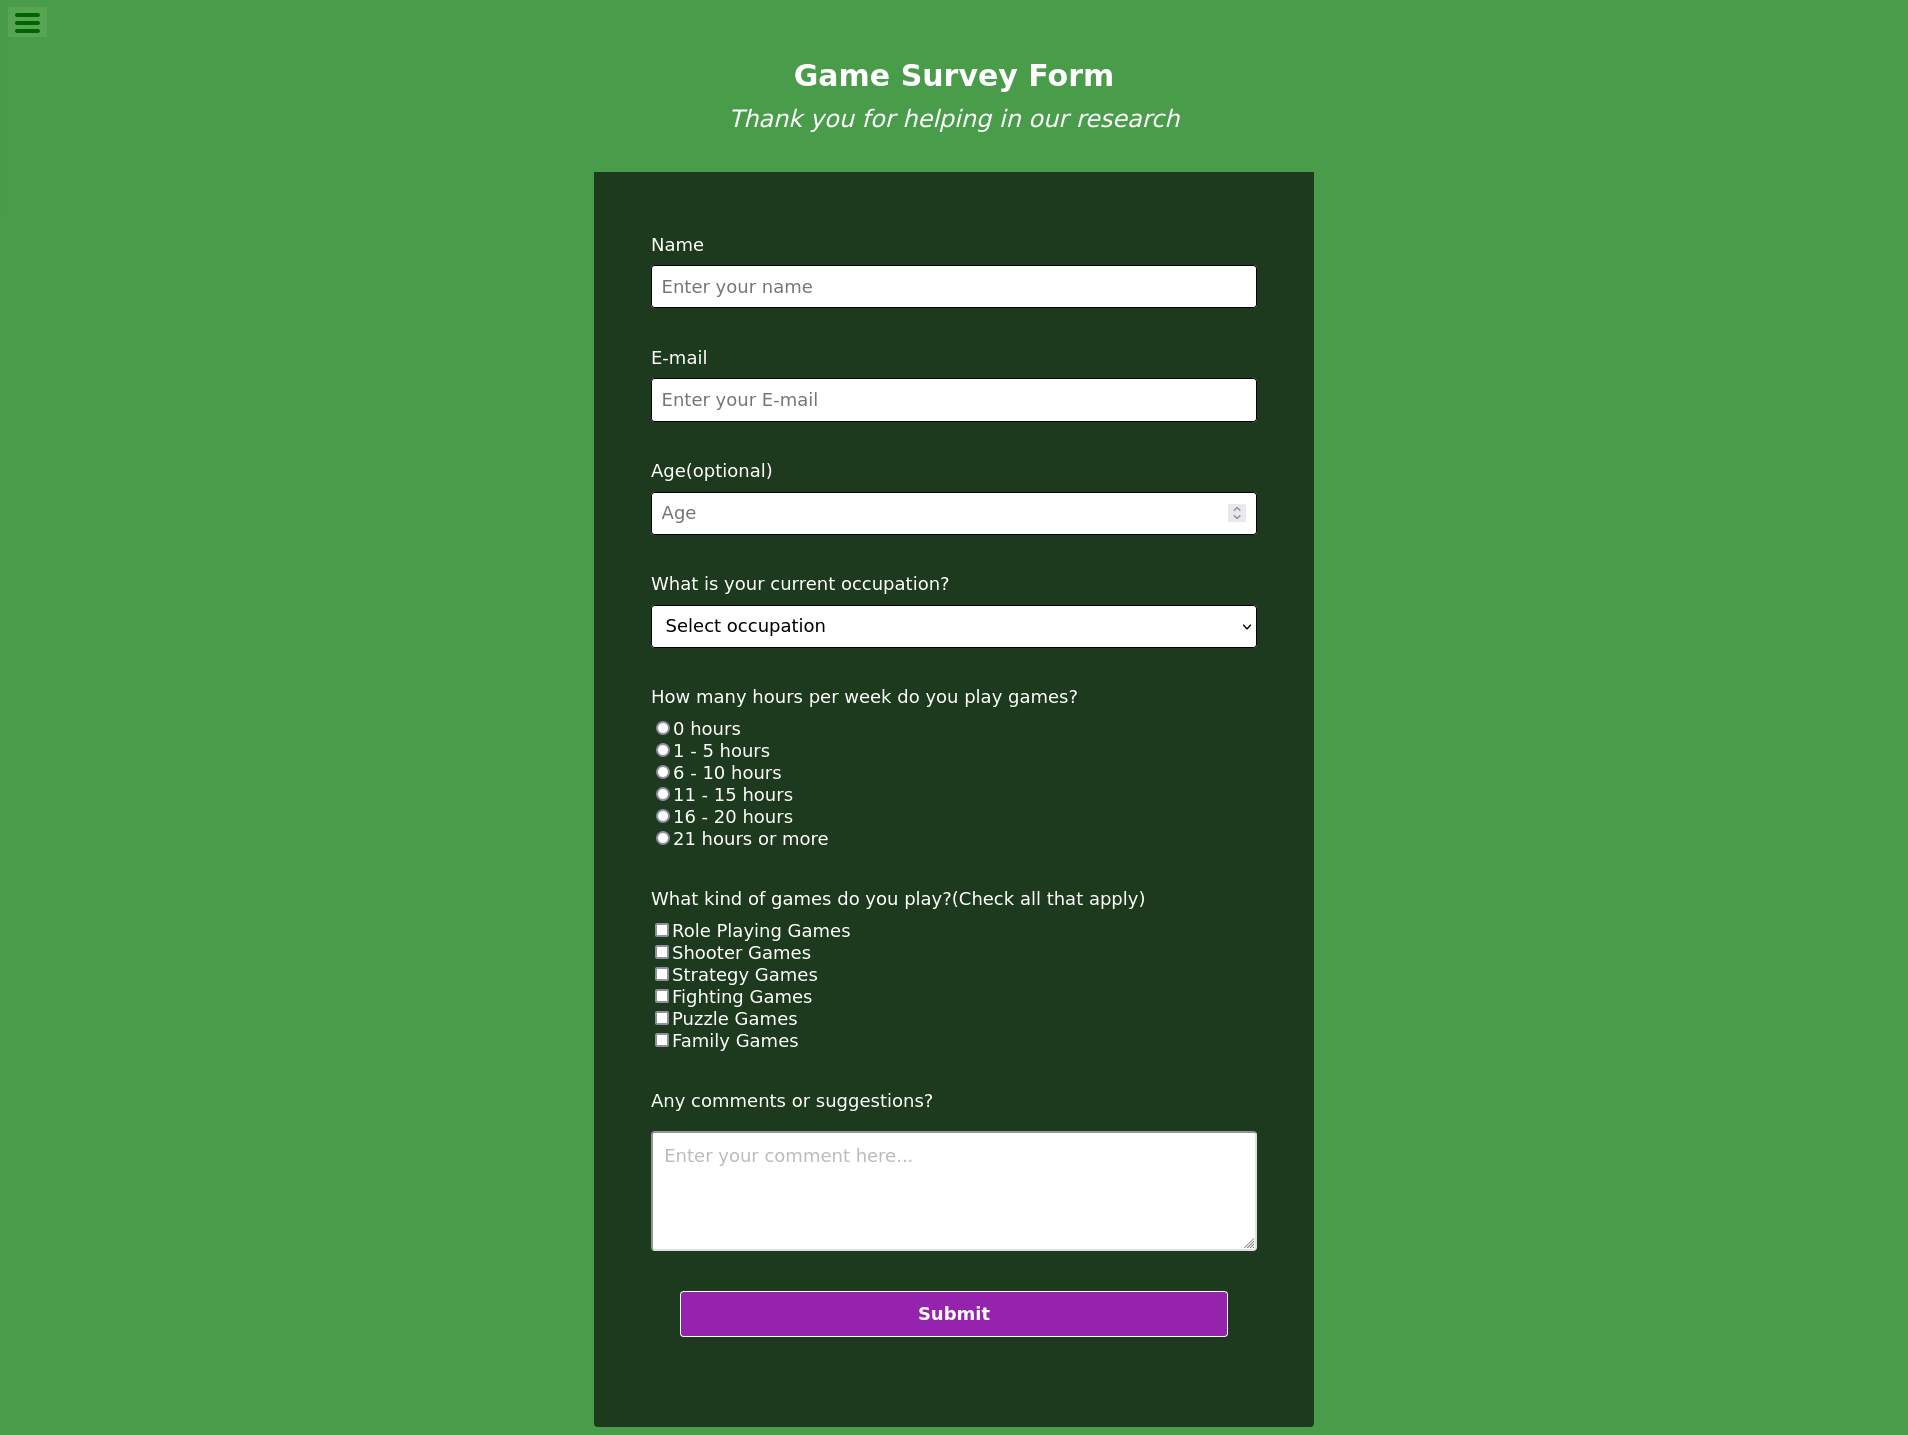 Game Survey Form
Thank you for helping in our research
Name
Enter your name
E-mail
Enter your E-mail
Age(optional)
Age
What is your current occupation?
Select occupation
How many hours per week do you play games?
0 hours
1 - 5 hours
6 - 10 hours
11 - 15 hours
16 - 20 hours
21 hours or more
What kind of games do you play?(Check all that apply)
Role Playing Games
Shooter Games
Strategy Games
Fighting Games
Puzzle Games
Family Games
Any comments or suggestions?
Enter your comment here...
Submit